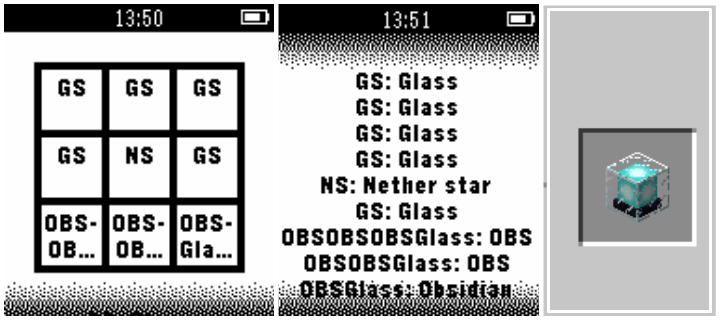 13:50
GS GS GS
GS NS GS
OBS- OBS- OBS-
OB... OB... Gla...
13:51
GS: Glass
GS: Glass
GS: Glass
GS: Glass
NS: Nether star
GS: Glass
OBSOBSOBSGlass: OBS
OBSOBSGlass: OBS
OBSGlass: Obsidian